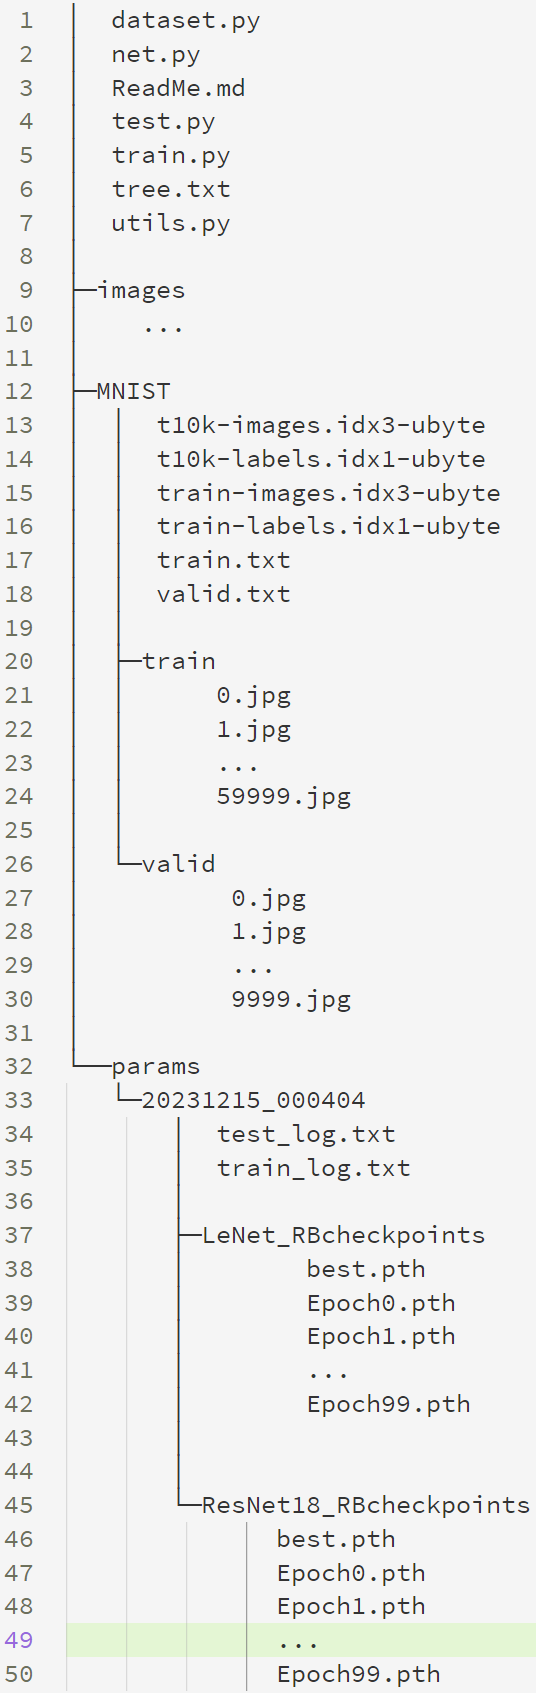 1 dataset.py
2 net.py
3 ReadMe.md
4 test.py
5 train.py
6 tree.txt
7 utils.py
8
9 images
10 ...
11
12 MNIST
13 t10k-images.idx3-ubyte
14 t10k-labels.idx1-ubyte
15 train-images.idx3-ubyte
16 train-labels.idx1-ubyte
17 train.txt
18 valid.txt
19
20 train
21 0.jpg
22 1.jpg
23 ...
24 59999.jpg
25
26 valid
27 0.jpg
28 1.jpg
29 ...
30 9999.jpg
31
32 params
33 20231215_000404
34 test_log.txt
35 train_log.txt
36
37 LeNet_RBcheckpoints
38 best.pth
39 Epoch0.pth
40 Epoch1.pth
41 ...
42 Epoch99.pth
43
44
45 ResNet18_RBcheckpoints
46 best.pth
47 Epoch0.pth
48 Epoch1.pth
49 ...
50 Epoch99.pth